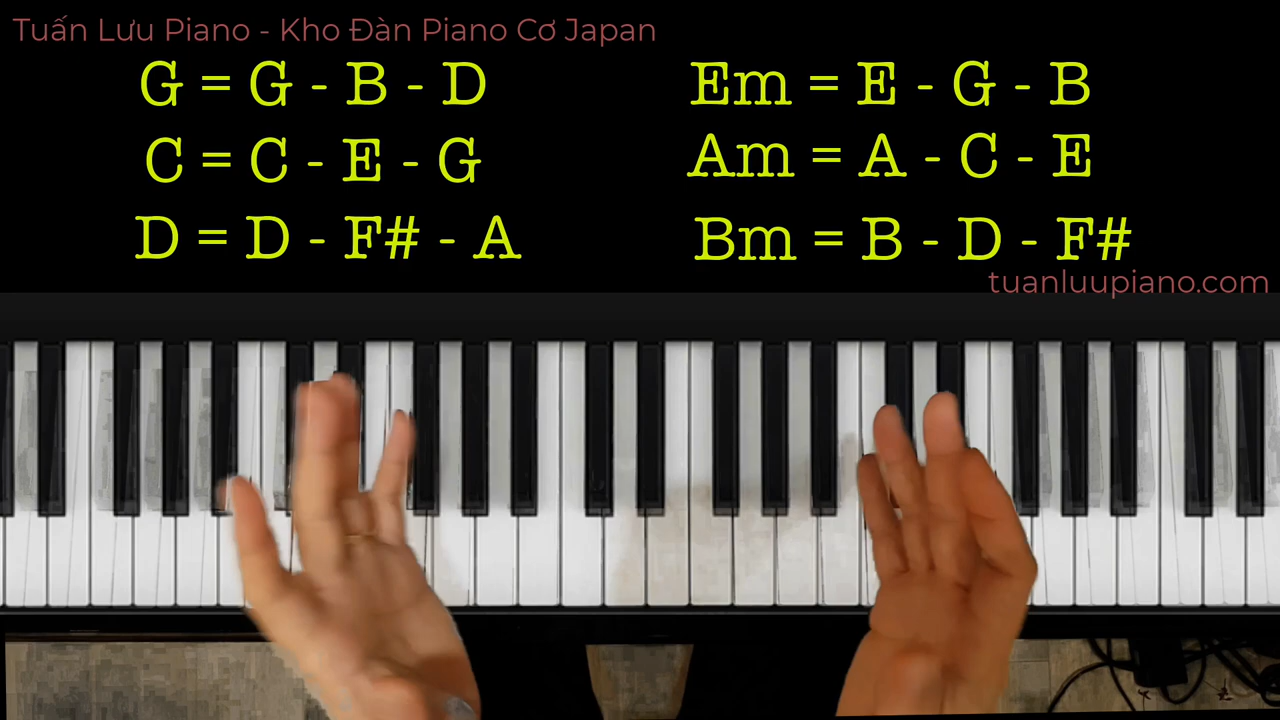 Tuấn Lưu Piano - Kho Đàn Piano Cơ Japan
G = G - B - D
C = C - E - G
D = D - F# - A
Em = E - G - B
Am = A - C - E
Bm = B - D - F#
tuanluupiano.com